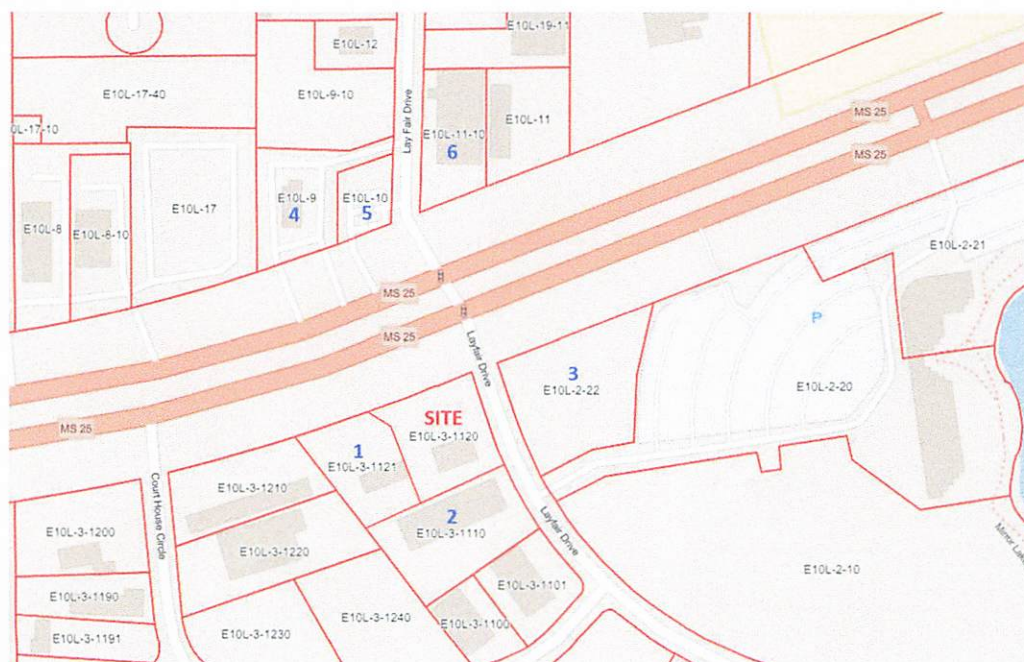 E10L-19-11
E10L-12
E10L-17-40
E10L-9-10
Lay Fair Drive
E10L-11
MS 25
0L-17-10
E10L-11-10
6
MS 25
E10L-9
4
E10L-10
5
E10L-17
E10L-8
E10L-8-10
E10L-2-21
MS 25
P
MS 25
Layfair Drive
3
E10L-2-22
E10L-2-20
SITE
E10L-3-1120
MS 25
1
E10L-3-1121
Court House Circle
E10L-3-1210
2
E10L-3-1110
Layfair Drive
E10L-3-1200
E10L-3-1220
Mirror Lake
E10L-2-10
E10L-3-1101
E10L-3-1190
E10L-3-1240
E10L-3-1100
E10L-3-1191
E10L-3-1230